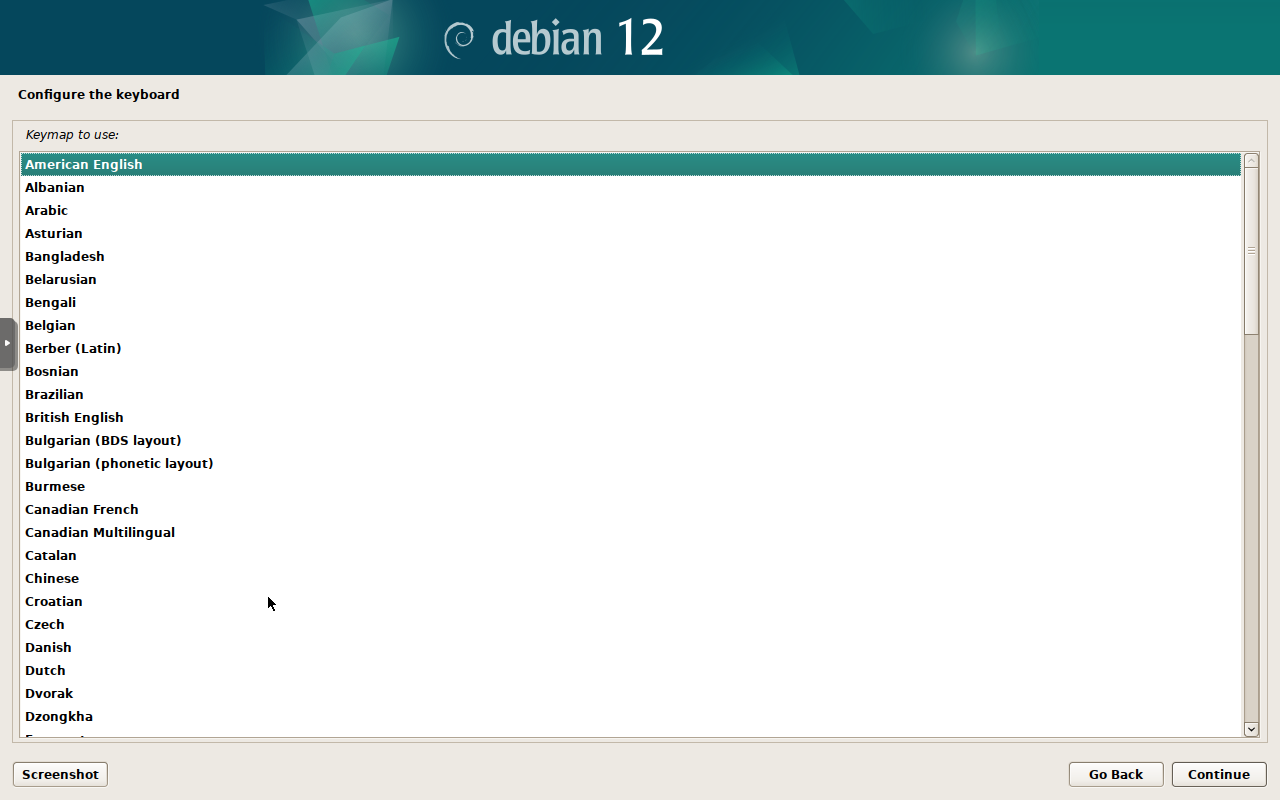 debian 12
Configure the keyboard
Keymap to use:
American English
Albanian
Arabic
Asturian
Bangladesh
Belarusian
Bengali
Belgian
Berber (Latin)
Bosnian
Brazilian
British English
Bulgarian (BDS layout)
Bulgarian (phonetic layout)
Burmese
Canadian French
Canadian Multilingual
Catalan
Chinese
Croatian
Czech
Danish
Dutch
Dvorak
Dzongkha
Screenshot
Go Back
Continue